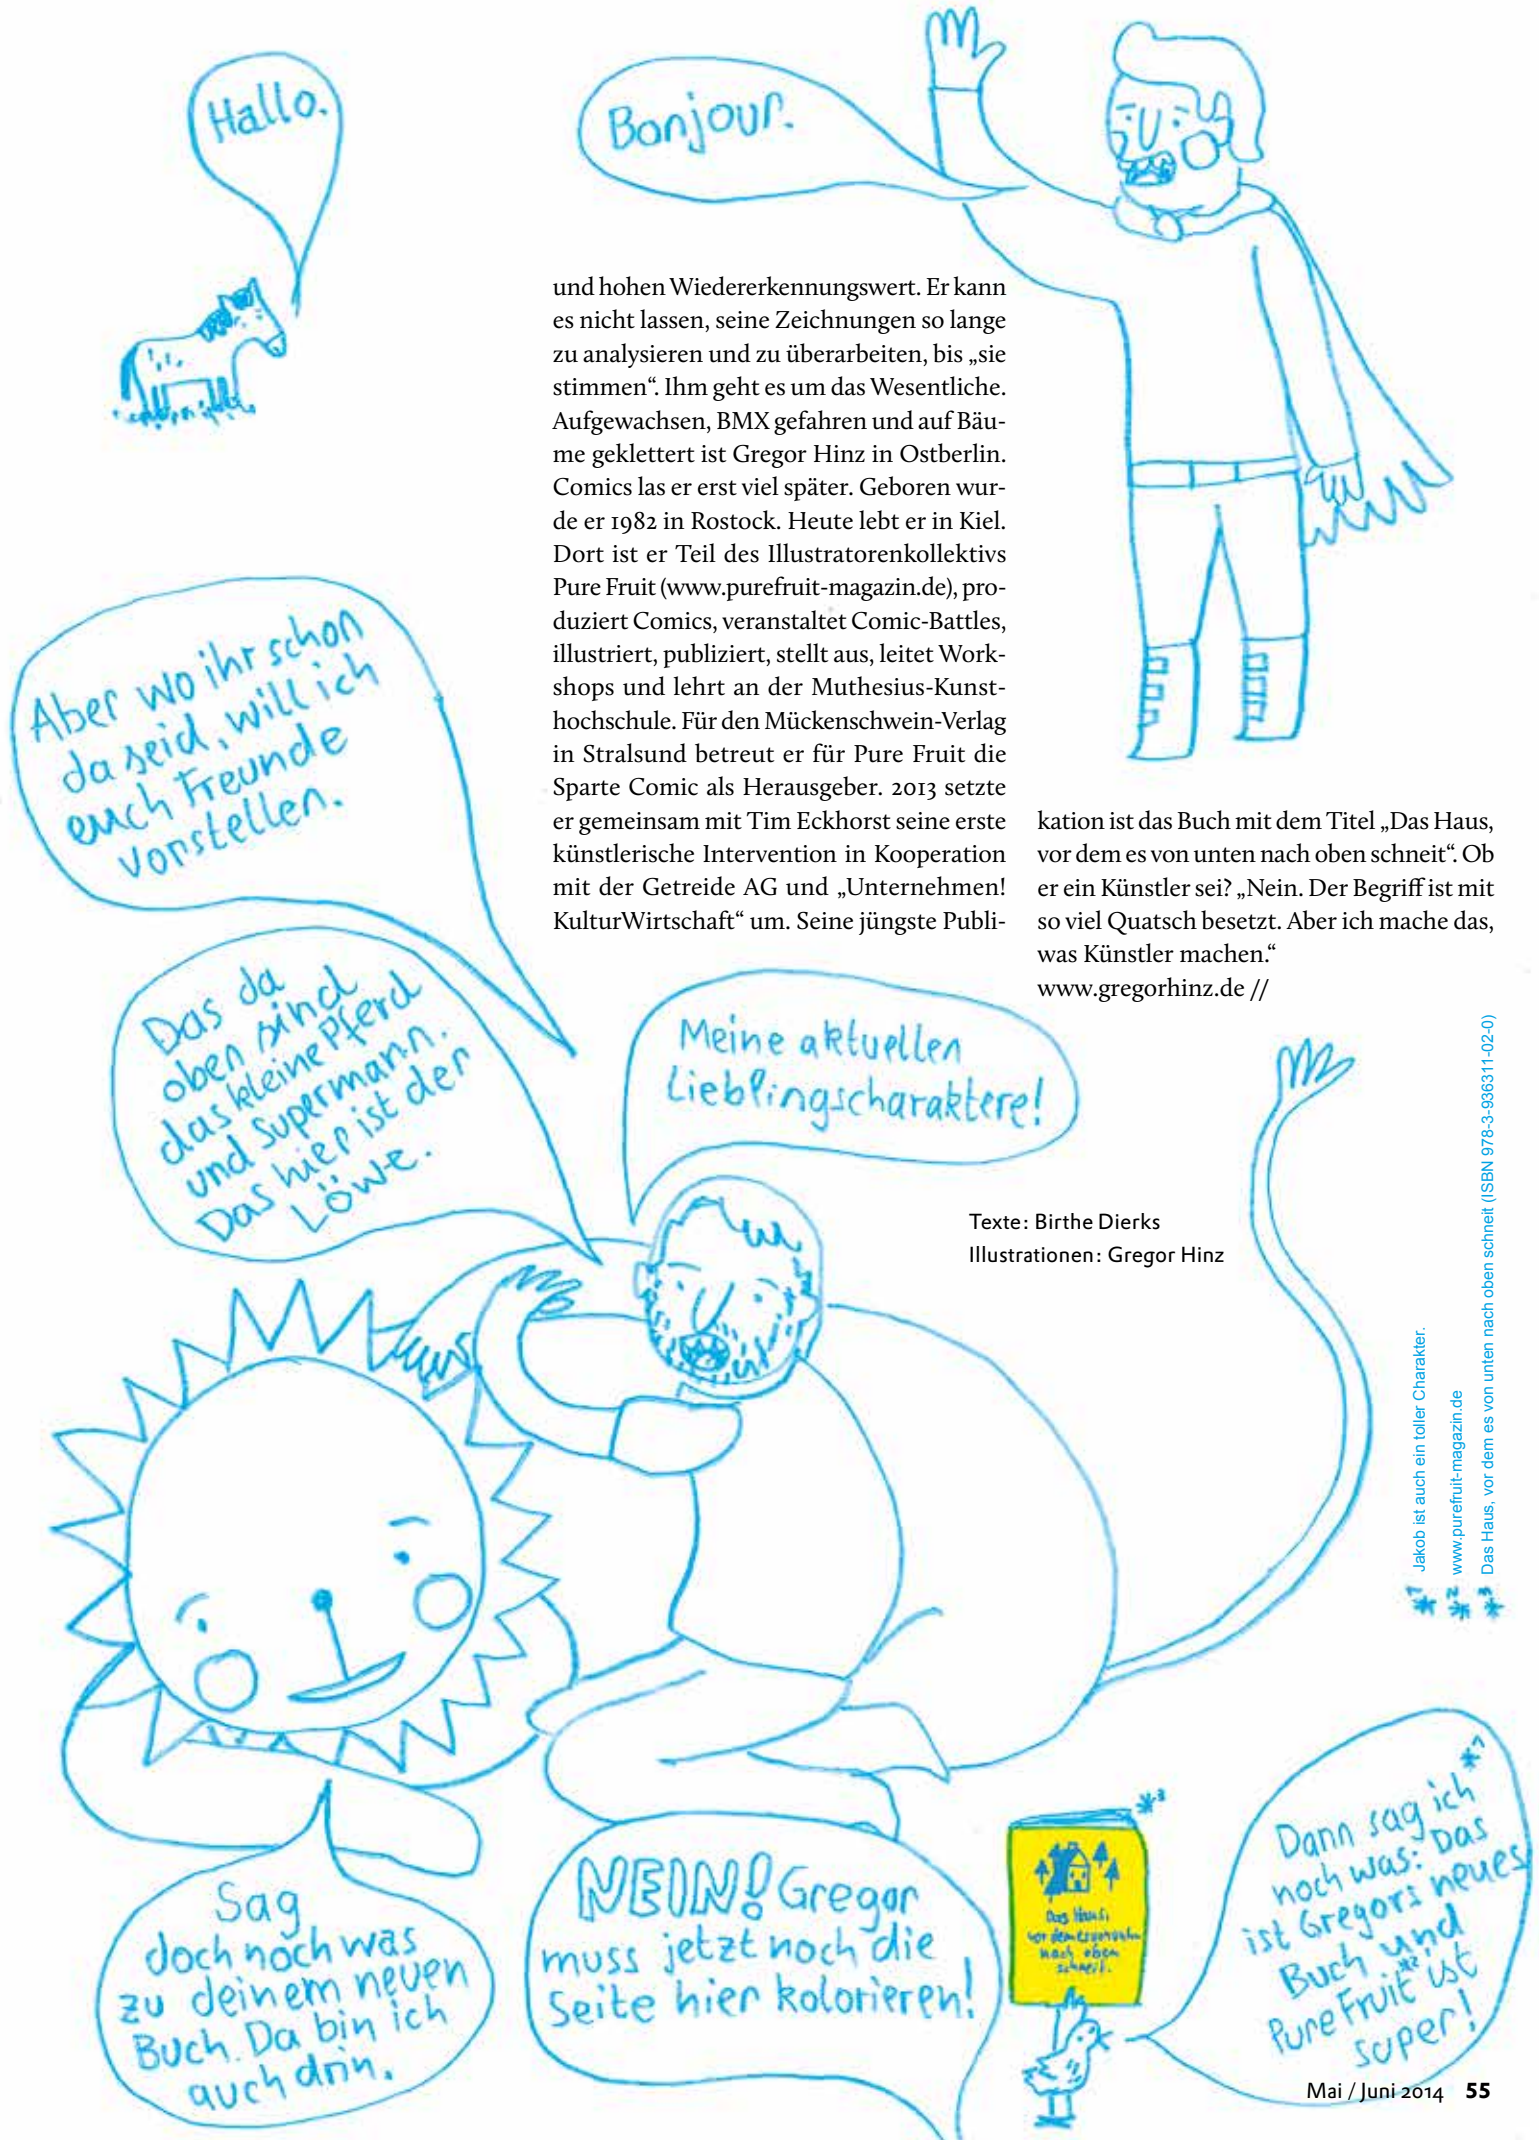 Hallo.
Bonjour.
und hohen Wiedererkennungswert. Er kann
es nicht lassen, seine Zeichnungen so lange
zu analysieren und zu überarbeiten, bis „sie
stimmen“. Ihm geht es um das Wesentliche.
Aufgewachsen, BMX gefahren und auf Bäu-
me geklettert ist Gregor Hinz in Ostberlin.
Comics las er erst viel später. Geboren wur-
de er 1982 in Rostock. Heute lebt er in Kiel.
Dort ist er Teil des Illustratorenkollektivs
Pure Fruit (www.purefruit-magazin.de), pro-
duziert Comics, veranstaltet Comic-Battles,
illustriert, publiziert, stellt aus, leitet Work-
shops und lehrt an der Muthesius-Kunst-
hochschule. Für den Mückenschwein-Verlag
in Stralsund betreut er für Pure Fruit die
Sparte Comic als Herausgeber. 2013 setzte
er gemeinsam mit Tim Eckhorst seine erste
künstlerische Intervention in Kooperation
mit der Getreide AG und „Unternehmen!
KulturWirtschaft“ um. Seine jüngste Publi-
kation ist das Buch mit dem Titel „Das Haus,
vor dem es von unten nach oben schneit“. Ob
er ein Künstler sei? „Nein. Der Begriff ist mit
so viel Quatsch besetzt. Aber ich mache das,
was Künstler machen.“
www.gregorhinz.de //
Aber wo ihr schon
da seid, will ich
euch Freunde
vorstellen.
Das da
oben sind
das kleine Pferd
und Supermann.
Das hier ist der
Löwe.
Meine aktuellen
Lieblingscharaktere!
Texte: Birthe Dierks
Illustrationen: Gregor Hinz
*1 Jakob ist auch ein toller Charakter.
*2 www.purefruit-magazin.de
*3 Das Haus, vor dem es von unten nach oben schneit (ISBN 978-3-936311-02-0)
Sag
doch noch was
zu deinem neuen
Buch. Da bin ich
auch drin.
NEIN! Gregor
muss jetzt noch die
Seite hier kolorieren!
*3
Das Haus,
vor dem es von unten
nach oben
schneit.
Dann sag ich *1
noch was: Das
ist Gregors neues
Buch und
Pure Fruit *2 ist
super!
Mai / Juni 2014 55